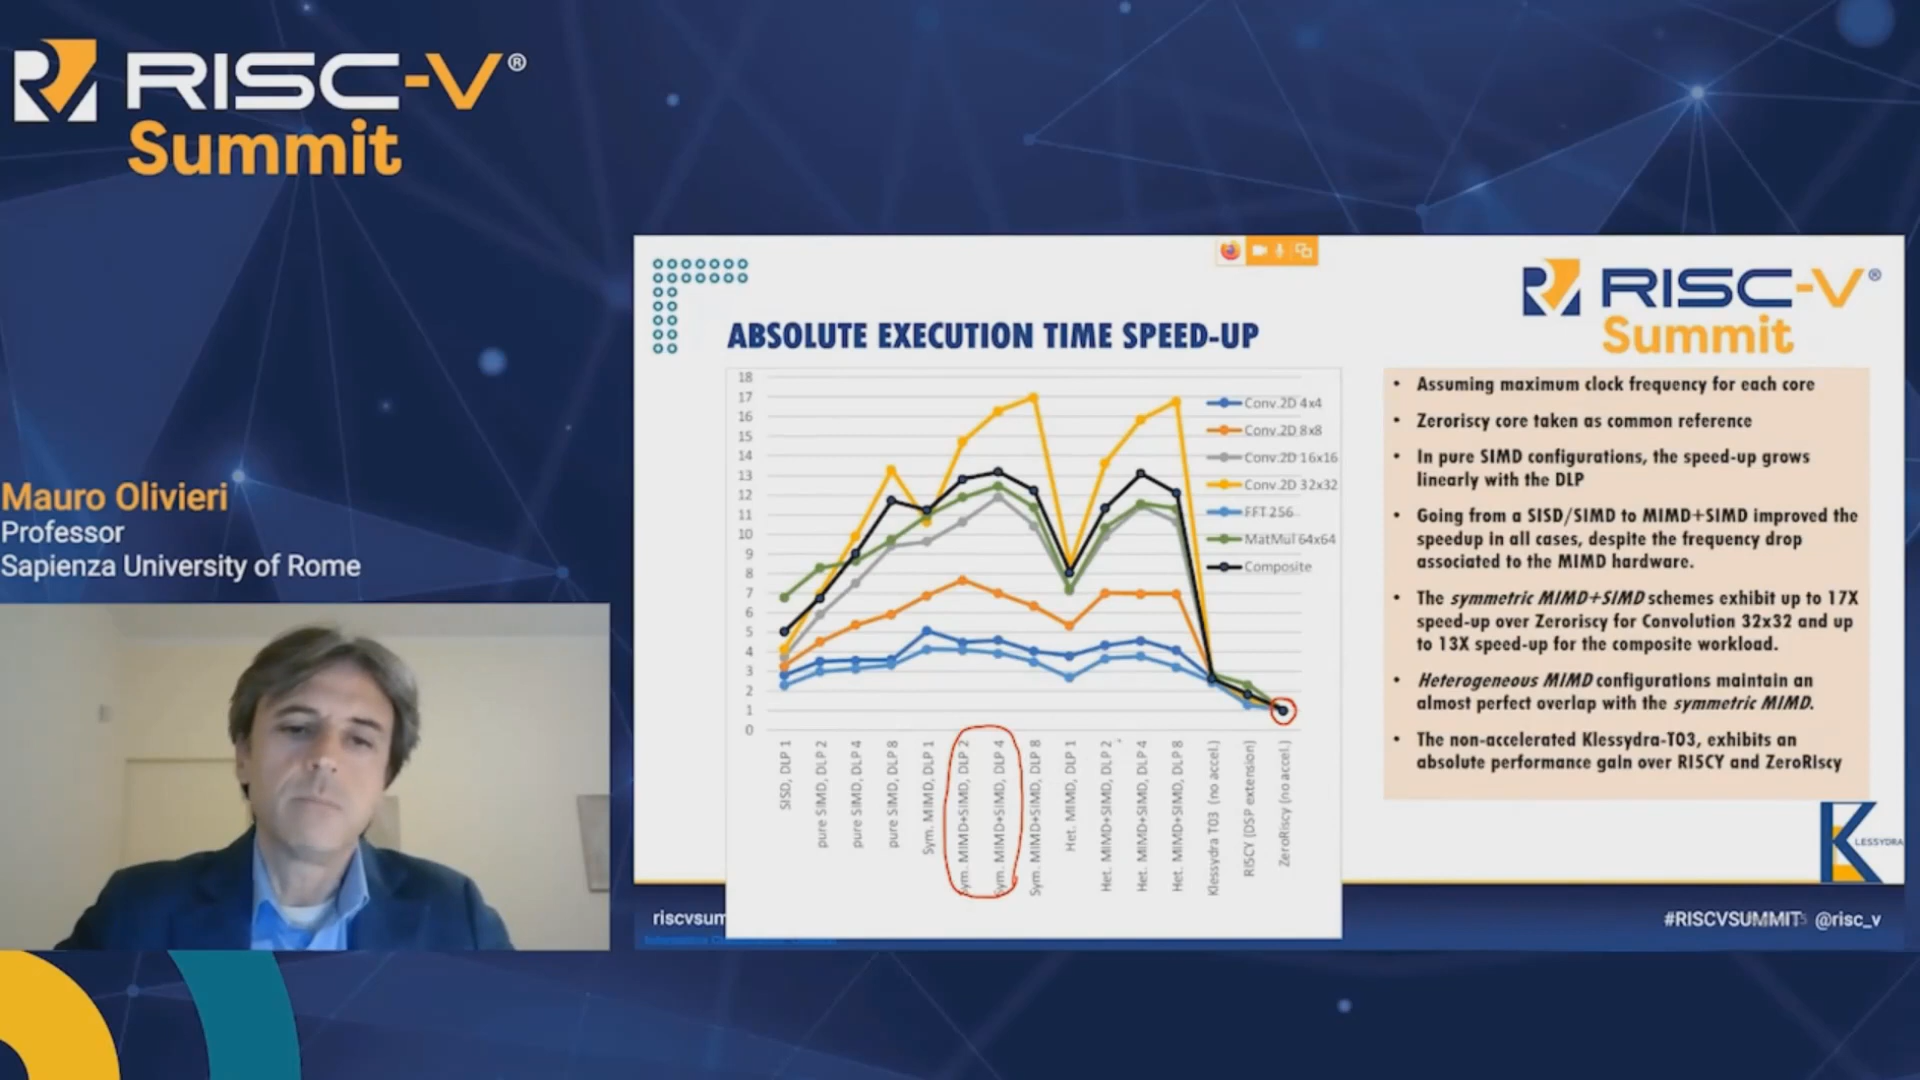 RISC-V®
Summit
Mauro Olivieri
Professor
Sapienza University of Rome
RISC-V®
Summit
ABSOLUTE EXECUTION TIME SPEED-UP
18
17
16
15
14
13
12
11
10
9
8
7
6
5
4
3
2
1
0
Conv.2D 4x4
Conv.2D 8x8
Conv.2D 16x16
Conv.2D 32x32
FFT 256
MatMul 64x64
Composite
SISD, DLP 1
pure SIMD, DLP 2
pure SIMD, DLP 4
pure SIMD, DLP 8
Sym. MIMD, DLP 1
Sym. MIMD+SIMD, DLP 2
Sym. MIMD+SIMD, DLP 4
Sym. MIMD+SIMD, DLP 8
Het. MIMD, DLP 1
Het. MIMD+SIMD, DLP 2
Het. MIMD+SIMD, DLP 4
Het. MIMD+SIMD, DLP 8
Klessydra T03 (no accel.)
RI5CY (DSP extension)
ZeroRiscy (no accel.)
• Assuming maximum clock frequency for each core
• Zeroriscy core taken as common reference
• In pure SIMD configurations, the speed-up grows
linearly with the DLP
• Going from a SISD/SIMD to MIMD+SIMD improved the
speedup in all cases, despite the frequency drop
associated to the MIMD hardware.
• The symmetric MIMD+SIMD schemes exhibit up to 17X
speed-up over Zeroriscy for Convolution 32x32 and up
to 13X speed-up for the composite workload.
• Heterogeneous MIMD configurations maintain an
almost perfect overlap with the symmetric MIMD.
• The non-accelerated Klessydra-T03, exhibits an
absolute performance gain over RI5CY and ZeroRIscy
KLESSYDRA
riscvsum
#RISCVSUMMIT @risc_v